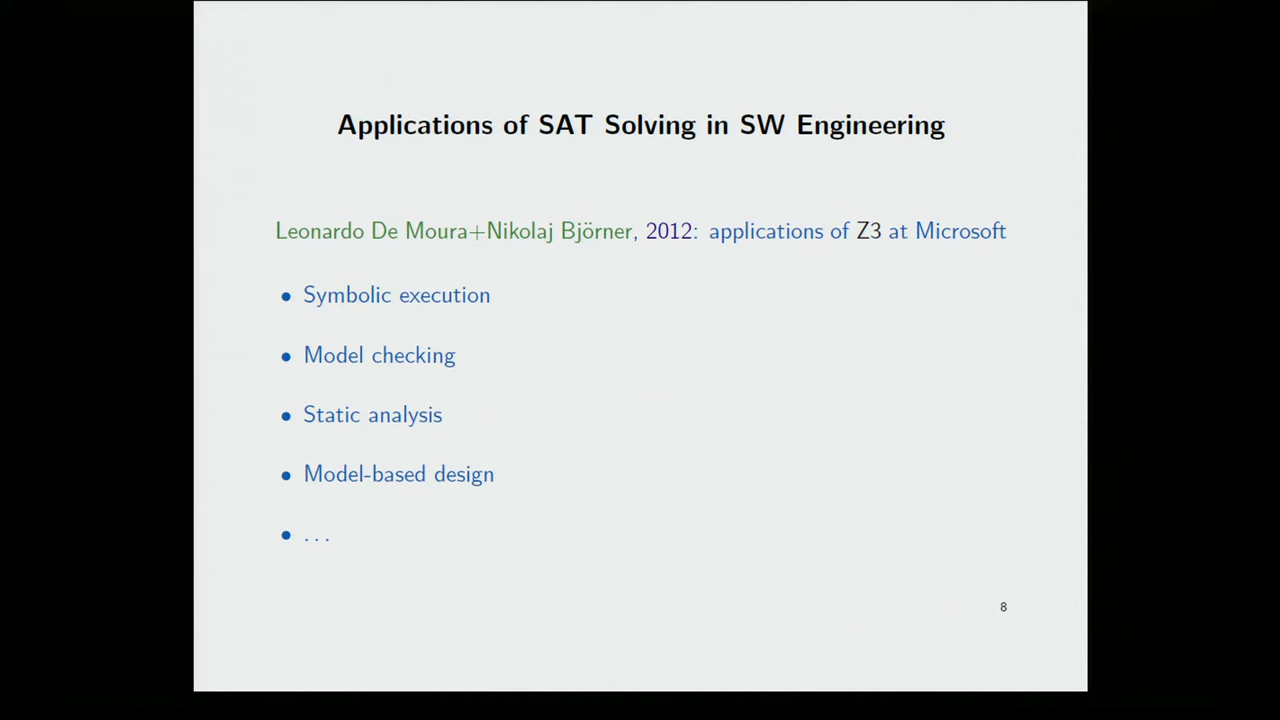 Applications of SAT Solving in SW Engineering
Leonardo De Moura+Nikolaj Björner, 2012: applications of Z3 at Microsoft
• Symbolic execution
• Model checking
• Static analysis
• Model-based design
• ...
8